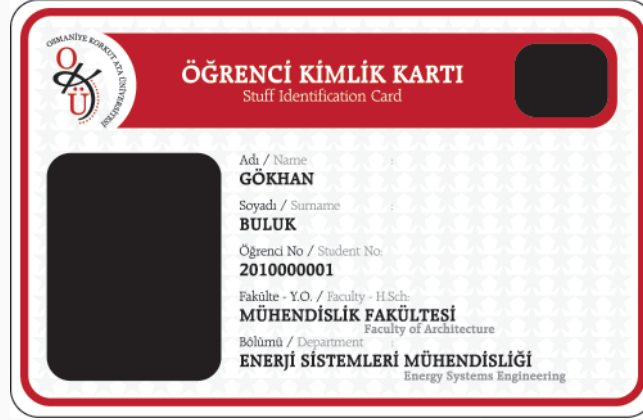 OSMANİYE KORKUT ATA ÜNİVERSİTESİ
OKÜ
ÖĞRENCİ KİMLİK KARTI
Stuff Identification Card
Adı / Name :
GÖKHAN
Soyadı / Surname :
BULUK
Öğrenci No / Student No:
2010000001
Fakülte - Y.O. / Faculty - H.Sch:
MÜHENDİSLİK FAKÜLTESİ
Faculty of Architecture
Bölümü / Department :
ENERJİ SİSTEMLERİ MÜHENDİSLİĞİ
Energy Systems Engineering